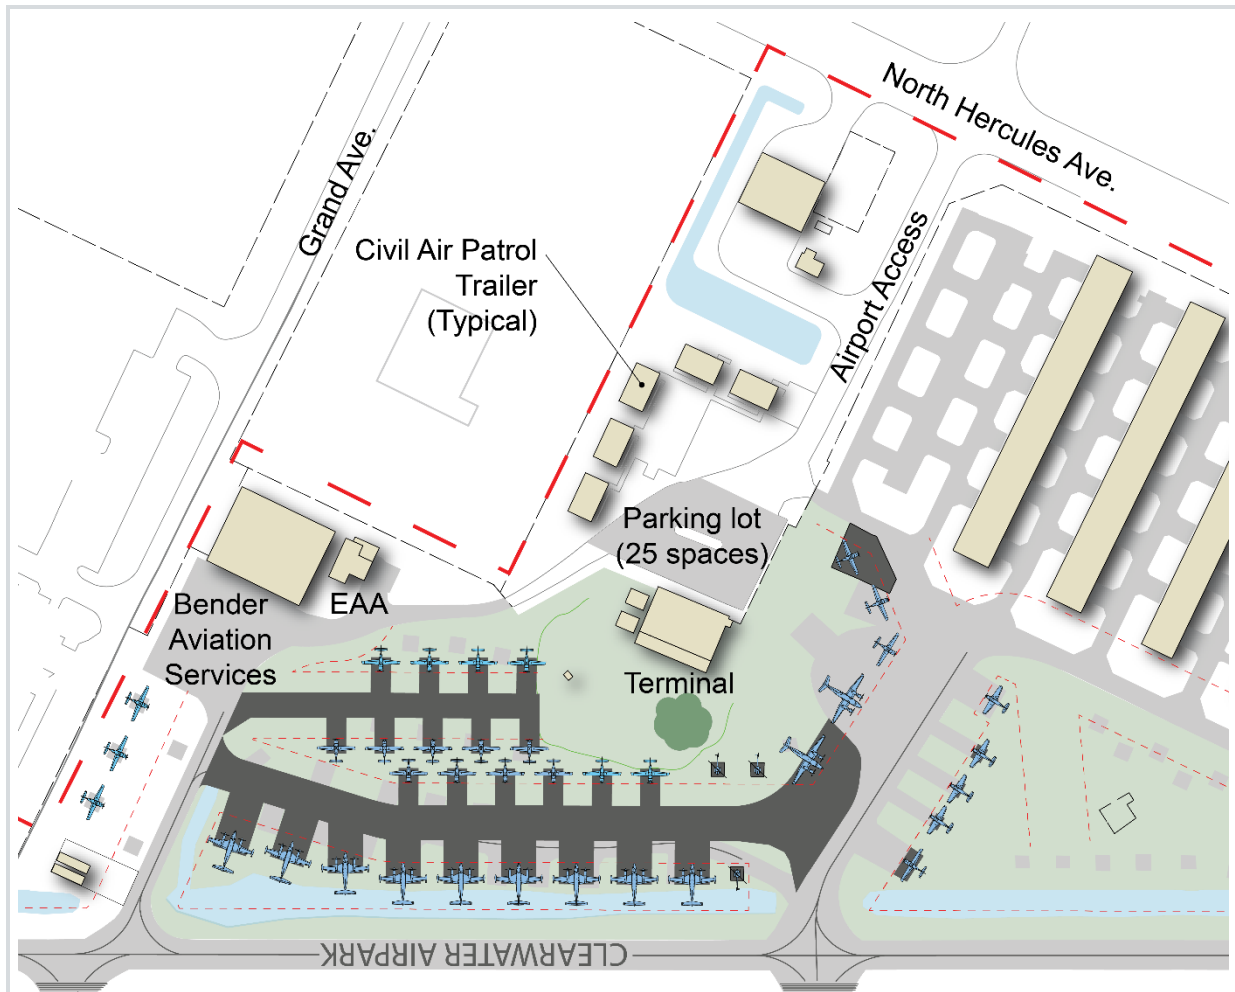 North Hercules Ave.
Grand Ave.
Civil Air Patrol
Trailer
(Typical)
Airport Access
Parking lot
(25 spaces)
Bender
Aviation
Services
EAA
Terminal
CLEARWATER AIRPARK